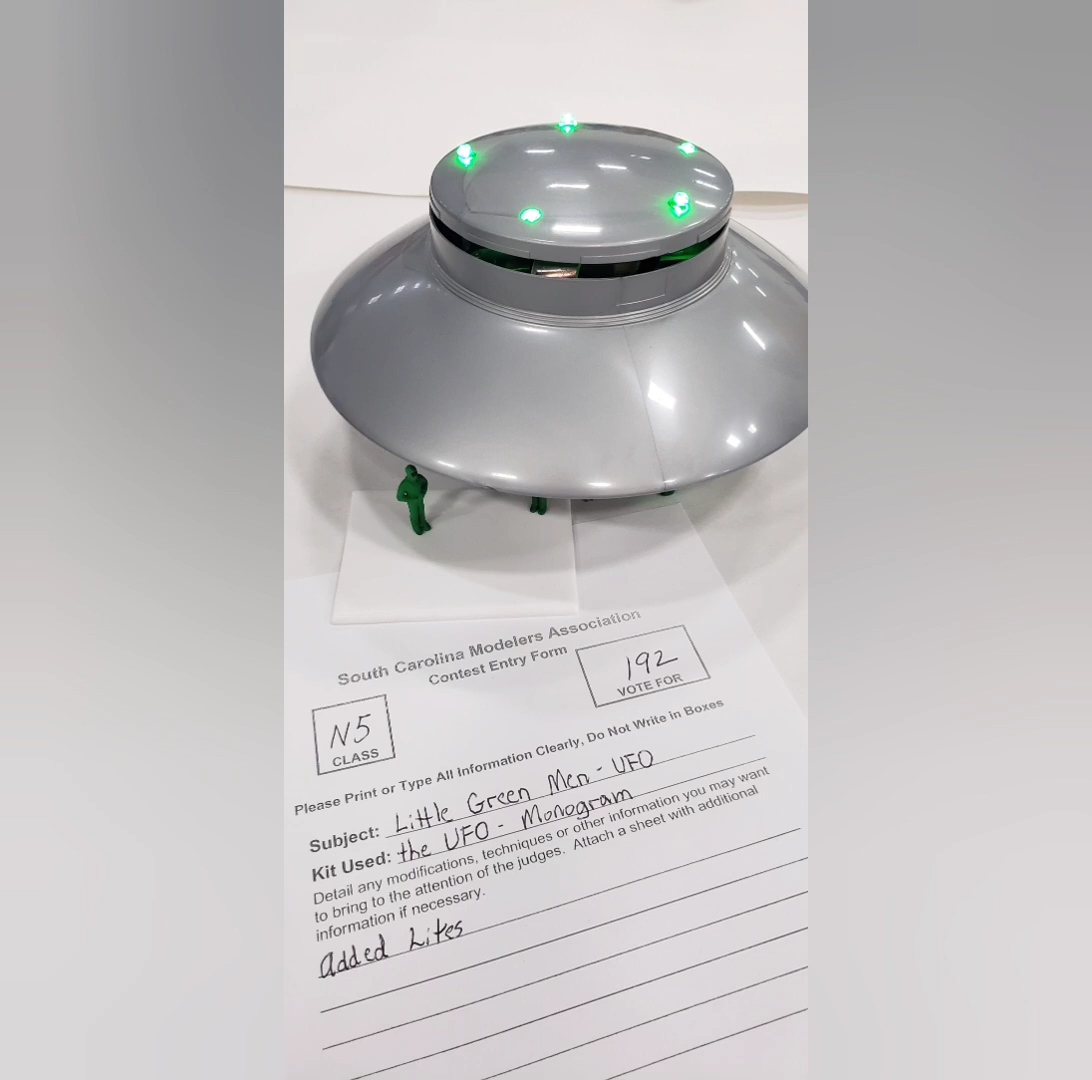 South Carolina Modelers Association
Contest Entry Form
192
VOTE FOR
N5
CLASS
Please Print or Type All Information Clearly, Do Not Write in Boxes
Subject: Little Green Men - UFO
Kit Used: the UFO - Monogram
Detail any modifications, techniques or other information you may want
to bring to the attention of the judges. Attach a sheet with additional
information if necessary.
Added Lites